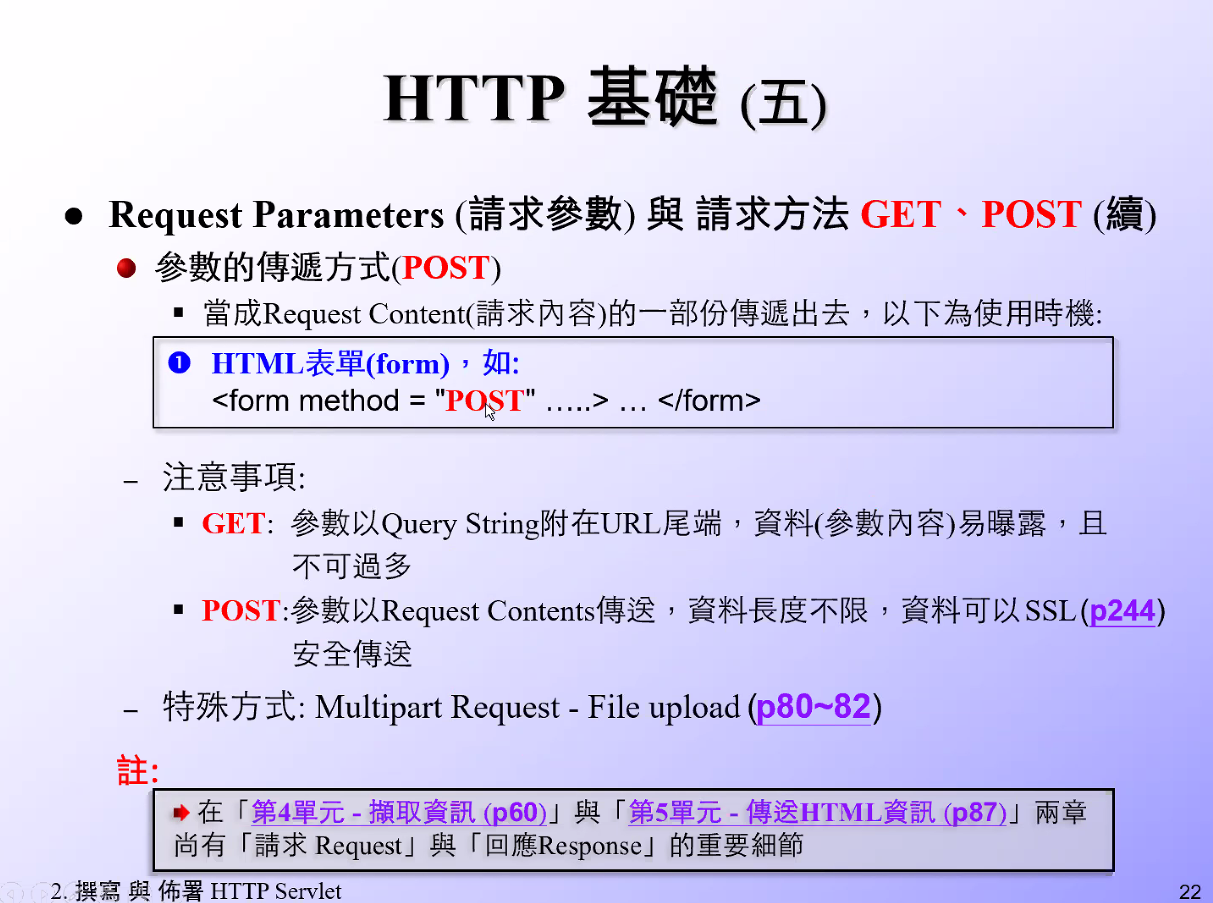 HTTP 基礎 (五)
● Request Parameters (請求參數) 與 請求方法 GET、POST (續)
參數的傳遞方式(POST)
▪ 當成Request Content(請求內容)的一部份傳遞出去，以下為使用時機:
❶ HTML表單(form)，如:
<form method = "POST" …..> … </form>
– 注意事項:
▪ GET: 參數以Query String附在URL尾端，資料(參數內容)易曝露，且
不可過多
▪ POST:參數以Request Contents傳送，資料長度不限，資料可以SSL(p244)
安全傳送
– 特殊方式: Multipart Request - File upload (p80~82)
註:
在「第4單元 - 擷取資訊 (p60)」與「第5單元 - 傳送HTML資訊 (p87)」兩章
尚有「請求 Request」與「回應Response」的重要細節
2. 撰寫 與 佈署 HTTP Servlet
22